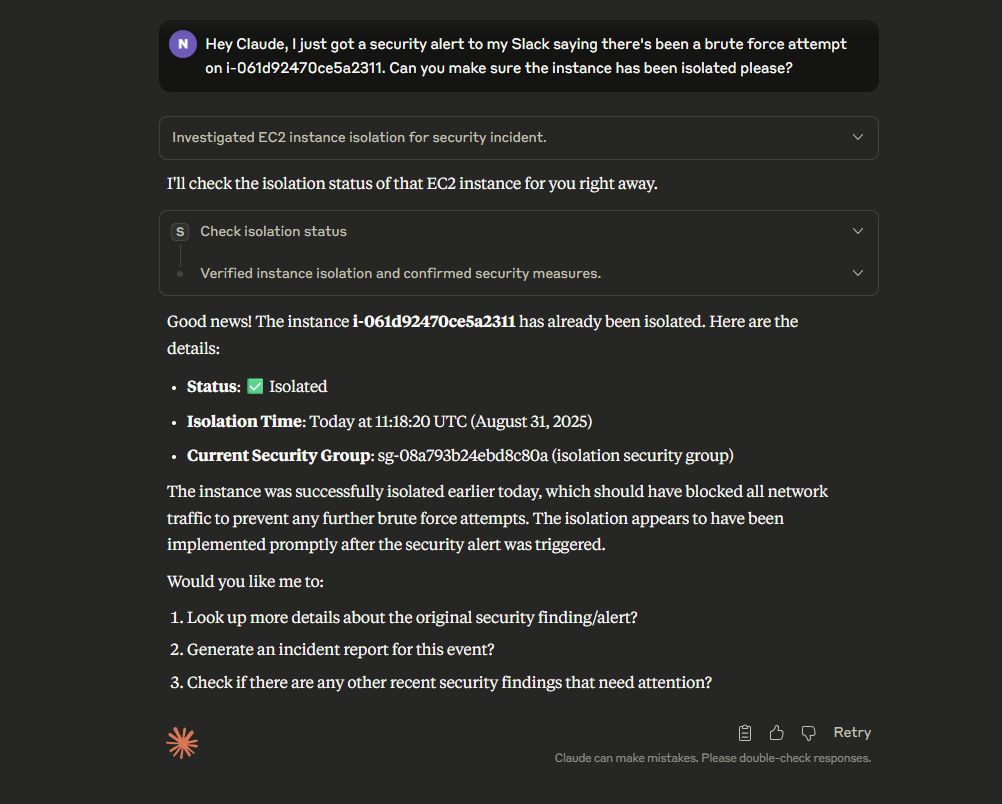 N
Hey Claude, I just got a security alert to my Slack saying there's been a brute force attempt
on i-061d92470ce5a2311. Can you make sure the instance has been isolated please?
Investigated EC2 instance isolation for security incident.
I'll check the isolation status of that EC2 instance for you right away.
S Check isolation status
Verified instance isolation and confirmed security measures.
Good news! The instance i-061d92470ce5a2311 has already been isolated. Here are the
details:
• Status: ✅ Isolated
• Isolation Time: Today at 11:18:20 UTC (August 31, 2025)
• Current Security Group: sg-08a793b24ebd8c80a (isolation security group)
The instance was successfully isolated earlier today, which should have blocked all network
traffic to prevent any further brute force attempts. The isolation appears to have been
implemented promptly after the security alert was triggered.
Would you like me to:
1. Look up more details about the original security finding/alert?
2. Generate an incident report for this event?
3. Check if there are any other recent security findings that need attention?
Retry
Claude can make mistakes. Please double-check responses.